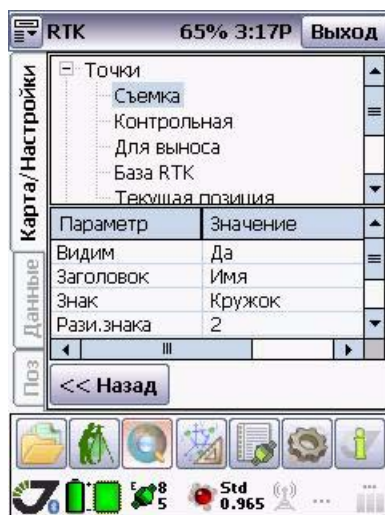 RTK 65% 3:17P Выход
Карта/Настройки
Данные
Поз
Точки
Съемка
Контрольная
Для выноса
База RTK
Текущая позиция
Параметр Значение
Видим Да
Заголовок Имя
Знак Кружок
Рази.знака 2
<< Назад
8
5
Std
0.965
...